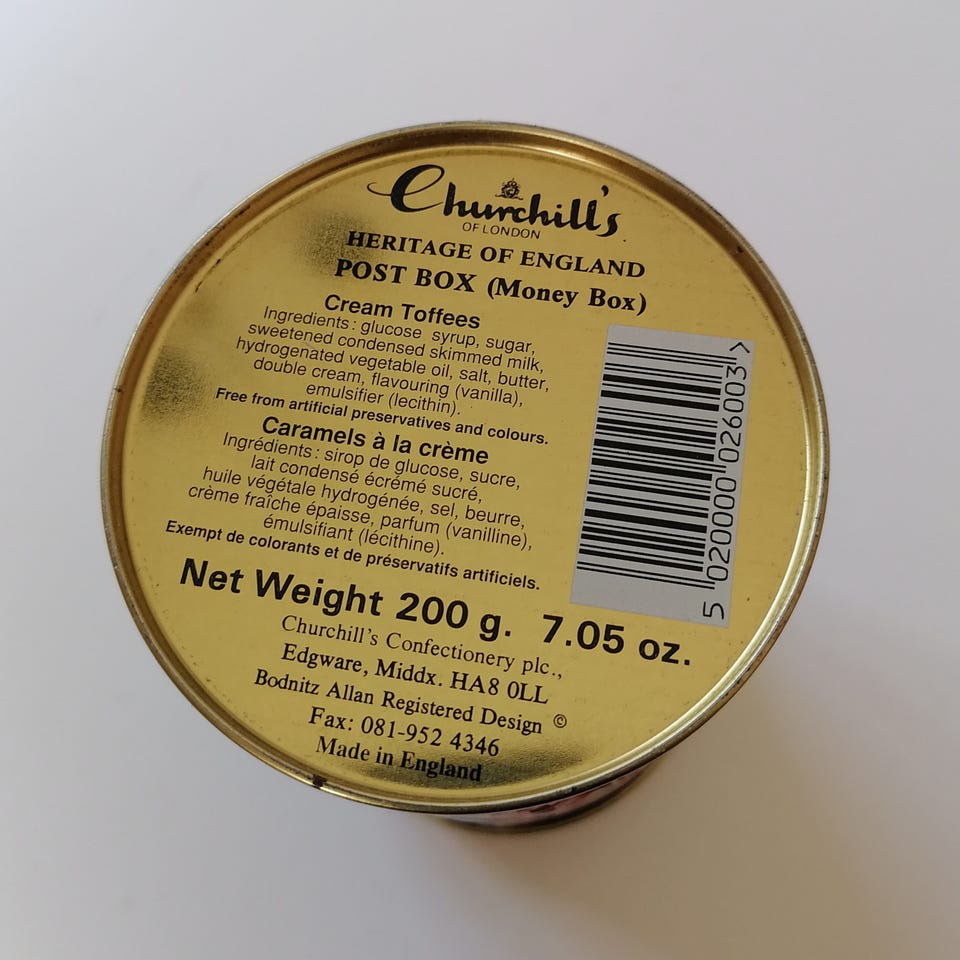 Churchill's
OF LONDON
HERITAGE OF ENGLAND
POST BOX (Money Box)
Cream Toffees
Ingredients: glucose syrup, sugar,
sweetened condensed skimmed milk,
hydrogenated vegetable oil, salt, butter,
double cream, flavouring (vanilla),
emulsifier (lecithin).
Free from artificial preservatives and colours.
Caramels à la crème
Ingrédients: sirop de glucose, sucre,
lait condensé écrémé sucré,
huile végétale hydrogénée, sel, beurre,
crème fraîche épaisse, parfum (vanilline),
émulsifiant (lécithine).
Exempt de colorants et de préservatifs artificiels.
Net Weight 200 g. 7.05 oz.
Churchill's Confectionery plc.,
Edgware, Middx. HA8 0LL
Bodnitz Allan Registered Design ©
Fax: 081-952 4346
Made in England
5 020000 026003 >